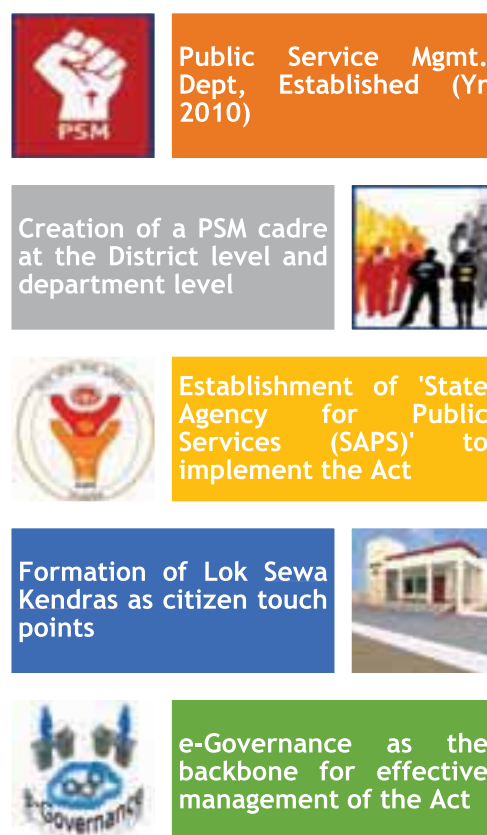 PSM
Public Service Mgmt.
Dept, Established (Yr
2010)
Creation of a PSM cadre
at the District level and
department level
Establishment of 'State
Agency for Public
Services (SAPS)' to
implement the Act
Formation of Lok Sewa
Kendras as citizen touch
points
e-Governance
e-Governance as the
backbone for effective
management of the Act